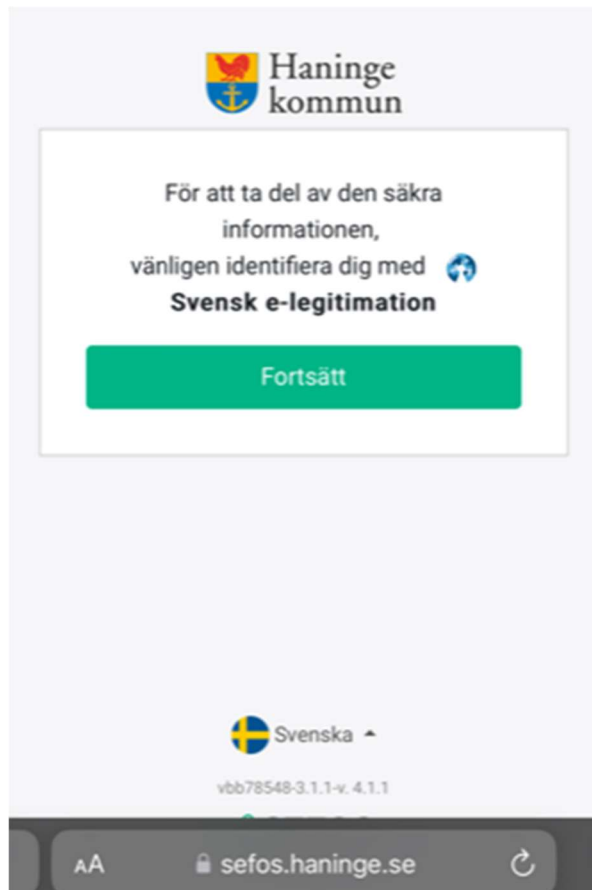 Haninge
kommun
För att ta del av den säkra
informationen,
vänligen identifiera dig med
Svensk e-legitimation
Fortsätt
Svenska
vbb78548-3.1.1-v. 4.1.1
AA sefos.haninge.se